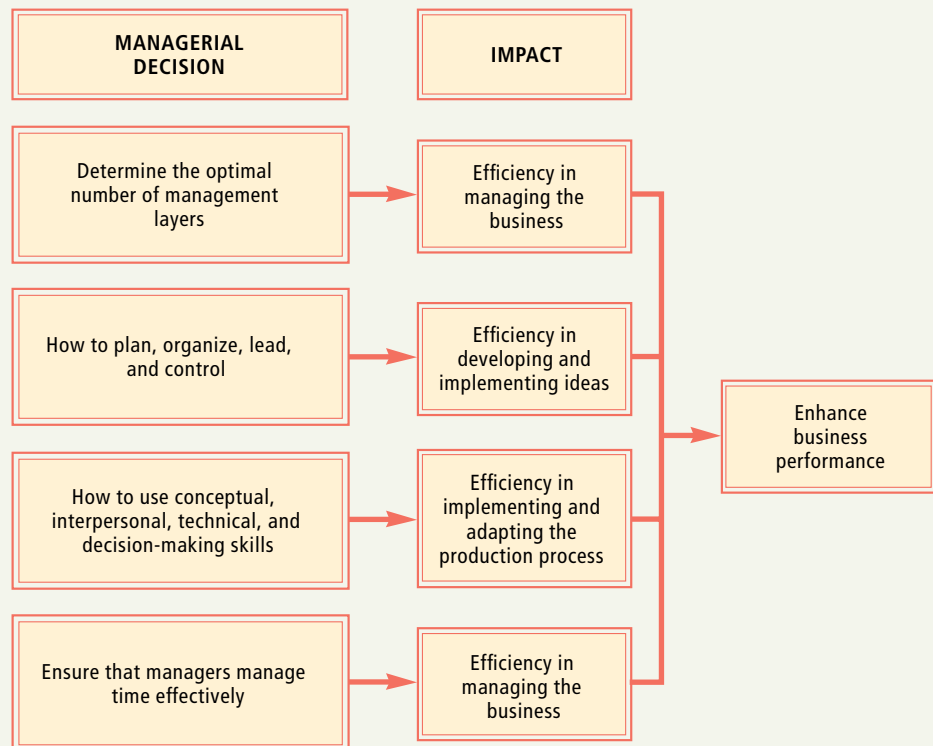 MANAGERIAL
DECISION
IMPACT
Determine the optimal
number of management
layers
Efficiency in
managing the
business
How to plan, organize, lead,
and control
Efficiency in
developing and
implementing ideas
Enhance
business
performance
How to use conceptual,
interpersonal, technical, and
decision-making skills
Efficiency in
implementing and
adapting the
production process
Ensure that managers manage
time effectively
Efficiency in
managing the
business